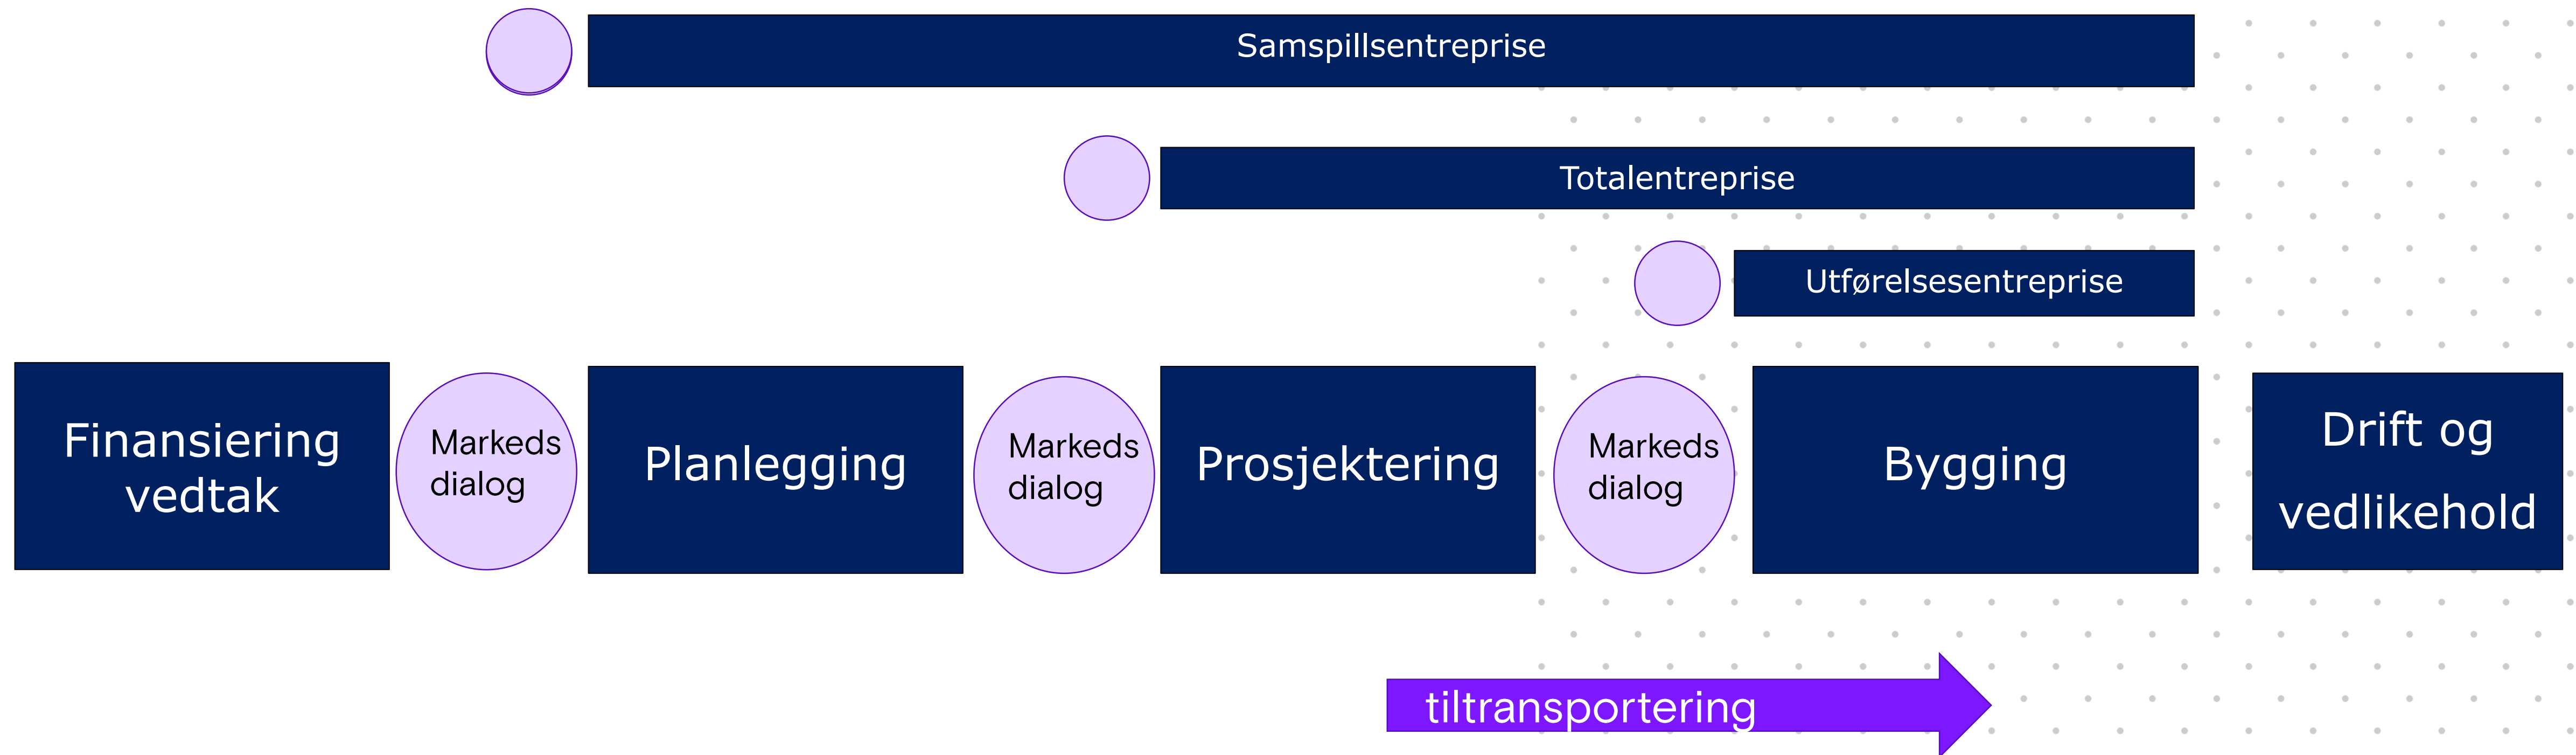 Samspillsentreprise
Totalentreprise
Utførelsesentreprise
Finansiering
vedtak
Markeds
dialog
Planlegging
Markeds
dialog
Prosjektering
Markeds
dialog
Bygging
Drift og
vedlikehold
tiltransportering